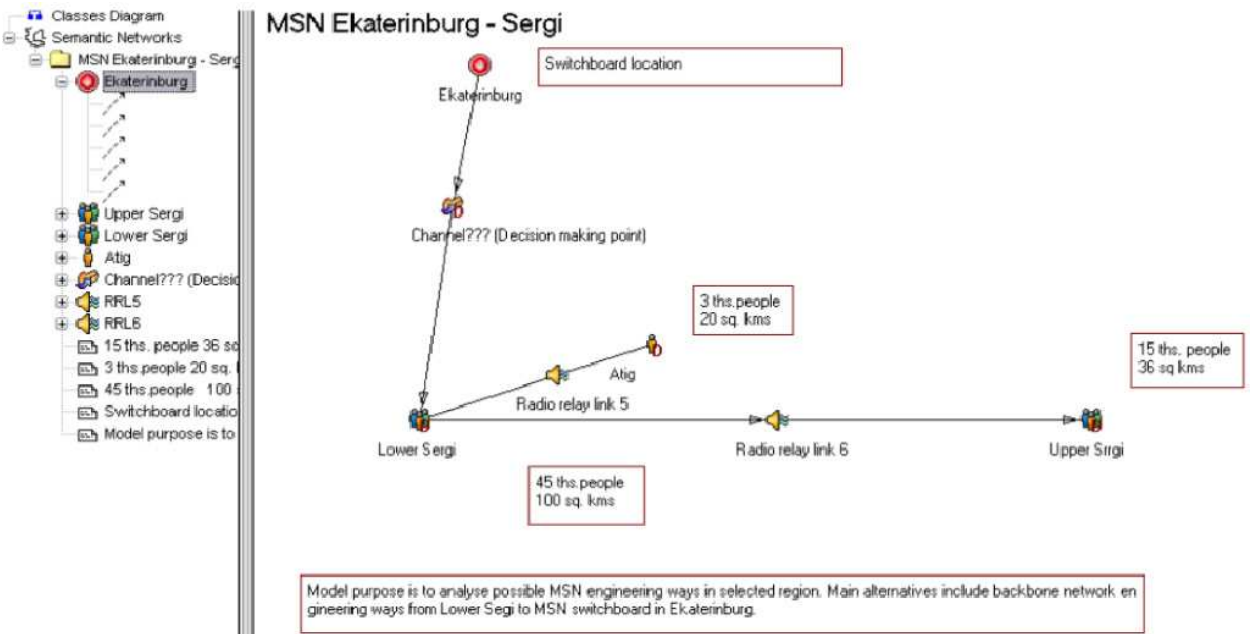 Classes Diagram
Semantic Networks
MSN Ekaterinburg - Serg
Ekaterinburg
Upper Sergi
Lower Sergi
Atig
Channel??? (Decisic
RRL5
RRL6
15 ths. people 36 sq
3 ths.people 20 sq.
45 ths.people 100
Switchboard locatio
Model purpose is to
MSN Ekaterinburg - Sergi
Switchboard location
Ekaterinburg
Channel??? (Decision making point)
3 ths.people
20 sq. kms
15 ths. people
36 sq kms
Atig
Radio relay link 5
Lower Sergi
Radio relay link 6
Upper Srrgi
45 ths.people
100 sq. kms
Model purpose is to analyse possible MSN engineering ways in selected region. Main alternatives include backbone network en
gineering ways from Lower Segi to MSN switchboard in Ekaterinburg.